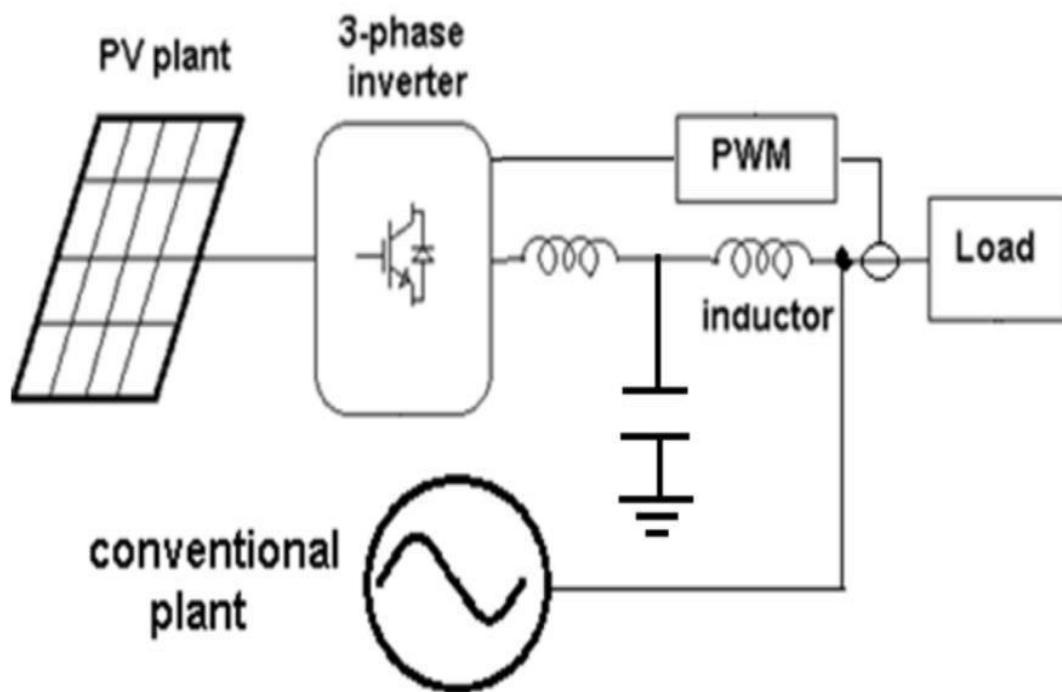 3-phase
inverter
PV plant
PWM
Load
inductor
conventional
plant